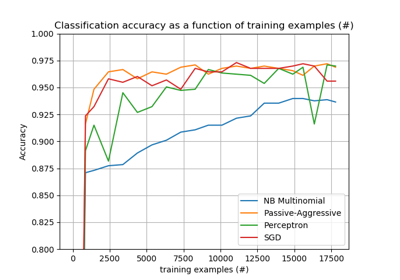 Classification accuracy as a function of training examples (#)
1.000
0.975
0.950
0.925
0.900
0.875
0.850
0.825
0.800
Accuracy
NB Multinomial
Passive-Aggressive
Perceptron
SGD
0 2500 5000 7500 10000 12500 15000 17500
training examples (#)